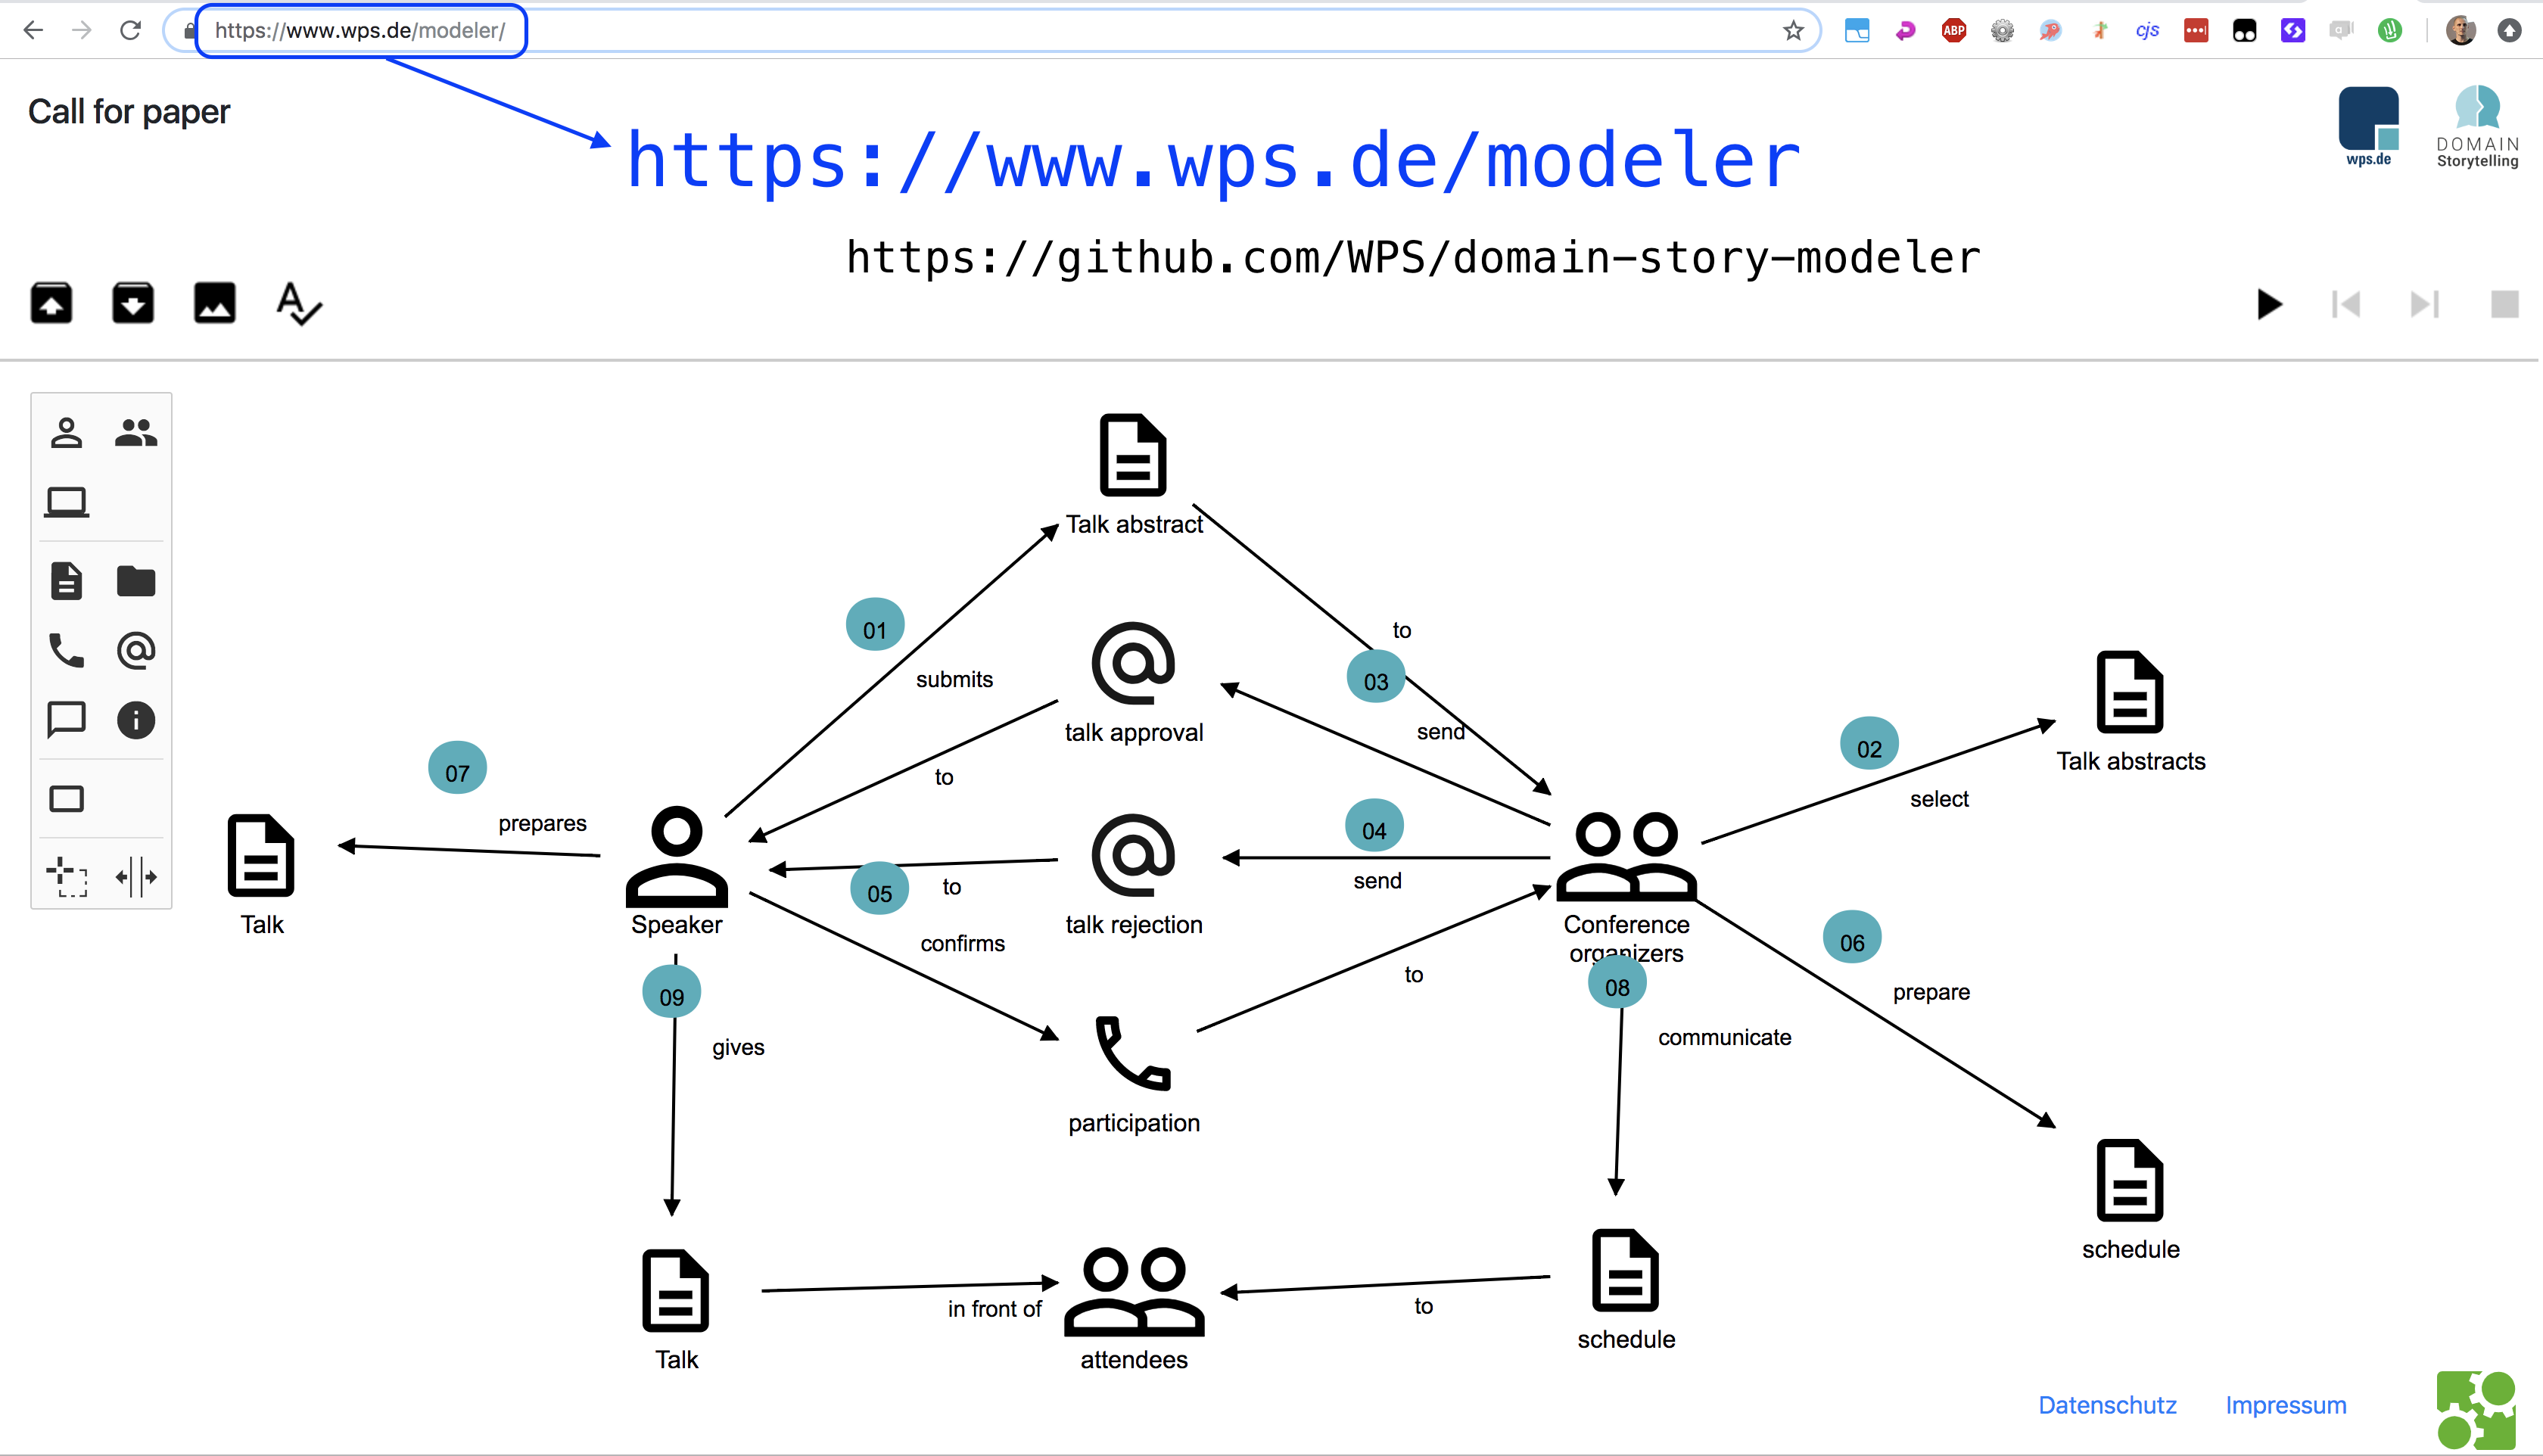 https://www.wps.de/modeler/
ABP
cjs
Call for paper
https://www.wps.de/modeler
wps.de
DOMAIN
Storytelling
https://github.com/WPS/domain-story-modeler
Talk abstract
01
submits
to
03
send
talk approval
to
02
select
Talk abstracts
07
prepares
Talk
Speaker
04
send
05
to
confirms
talk rejection
Conference
organizers
06
prepare
to
08
communicate
09
gives
participation
schedule
in front of
to
Talk
attendees
schedule
Datenschutz
Impressum